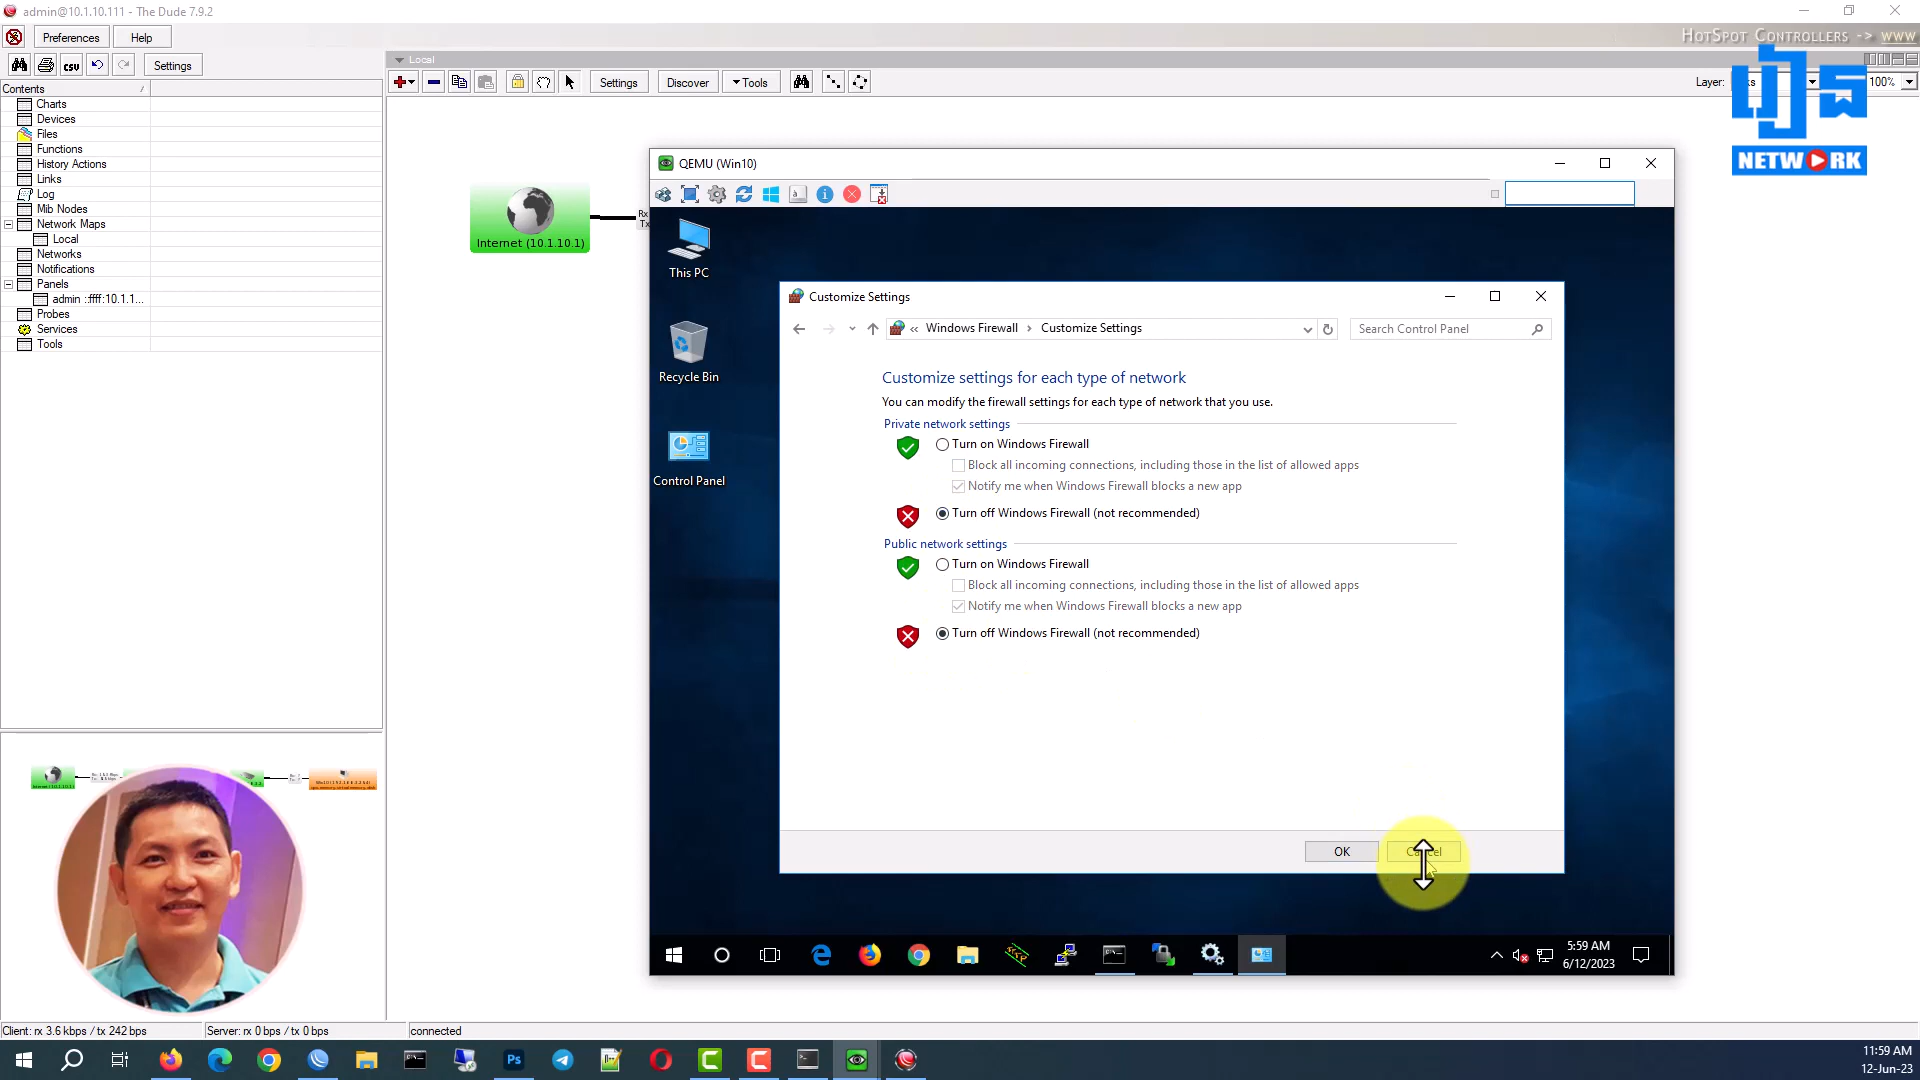 admin@10.1.10.111 - The Dude 7.9.2
Preferences
Help
HotSpot Controllers -> www
csv
Settings
Local
Settings
Discover
Tools
Layer:
100%
Contents
Charts
Devices
Files
Functions
History Actions
Links
Log
Mib Nodes
Network Maps
Local
Networks
Notifications
Panels
admin ::ffff:10.1.1...
Probes
Services
Tools
NETWORK
Internet (10.1.10.1)
Rx
Tx
QEMU (Win10)
This PC
Recycle Bin
Control Panel
Customize Settings
« Windows Firewall › Customize Settings
Search Control Panel
Customize settings for each type of network
You can modify the firewall settings for each type of network that you use.
Private network settings
Turn on Windows Firewall
Block all incoming connections, including those in the list of allowed apps
Notify me when Windows Firewall blocks a new app
Turn off Windows Firewall (not recommended)
Public network settings
Turn on Windows Firewall
Block all incoming connections, including those in the list of allowed apps
Notify me when Windows Firewall blocks a new app
Turn off Windows Firewall (not recommended)
OK
Cancel
5:59 AM
6/12/2023
Client: rx 3.6 kbps / tx 242 bps
Server: rx 0 bps / tx 0 bps
connected
Ps
11:59 AM
12-Jun-23